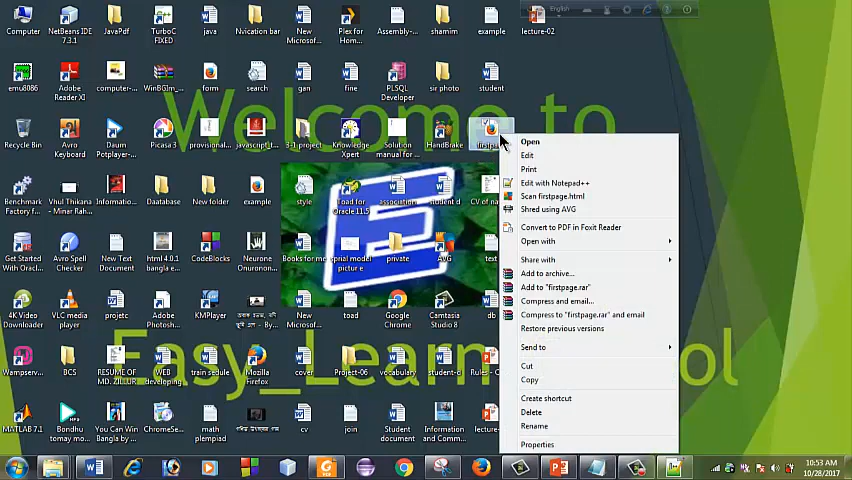 English
Computer
NetBeans IDE
7.3.1
JavaPdf
TurboC
FIXED
java
Nvication bar
New
Microsof...
Plex for
Hom...
Assembly-...
shamim
example
lecture-02
emu8086
Adobe
Reader XI
computer-...
WinBGIm_...
form
search
gan
fine
PLSQL
Developer
sir photo
student
Welcome to
Recycle Bin
Avro
Keyboard
Daum
Potplayer-...
Picasa 3
provisional...
javascript_t...
3-1 project
Knowledge
Xpert
Solution
manual for ...
HandBrake
firstpa
Open
Edit
Print
Edit with Notepad++
Scan firstpage.html
Shred using AVG
Convert to PDF in Foxit Reader
Open with
Share with
Add to archive...
Add to "firstpage.rar"
Compress and email...
Compress to "firstpage.rar" and email
Restore previous versions
Send to
Cut
Copy
Create shortcut
Delete
Rename
Properties
Benchmark
Factory f...
Vhul Thikana
- Minar Rah...
Informatio...
Daatabase
New folder
example
style
Toad for
Oracle 11.5
association
student d
CV of na
Get Started
With Oracl...
Avro Spell
Checker
New Text
Document
html 4.0.1
bangla e...
CodeBlocks
Neurone
Onuronon...
Books for me
sprial model
pictur e
private
AVG
text
4K Video
Downloader
VLC media
player
projetc
Adobe
Photosh...
KMPlayer
New
Microsof...
toad
Google
Chrome
Camtasia
Studio 8
db
Easy_Learn
ol
Wampserv...
BCS
RESUME OF
MD. ZILLUR
WEB
developing
train sedule
Mozilla
Firefox
cover
Project-06
vocabulary
student-d
Rules - C
MATLAB 7.1
Bondhu
tomay mo...
You Can Win
Bangla by...
ChromeSe...
math
plempiad
cv
join
Student
document
Information
and Comm...
lecture-
10:53 AM
10/28/2017